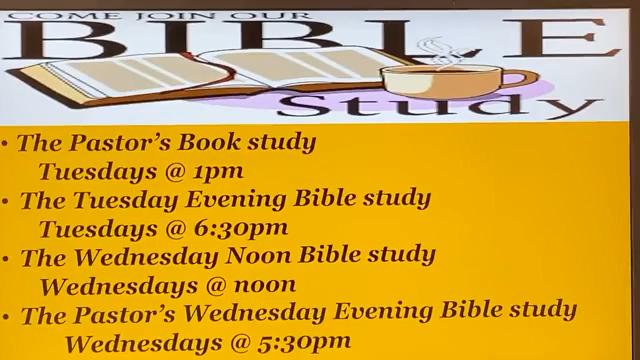 COME JOIN OUR
BIBLE
Study
• The Pastor's Book study
Tuesdays @ 1pm
• The Tuesday Evening Bible study
Tuesdays @ 6:30pm
• The Wednesday Noon Bible study
Wednesdays @ noon
• The Pastor's Wednesday Evening Bible study
Wednesdays @ 5:30pm